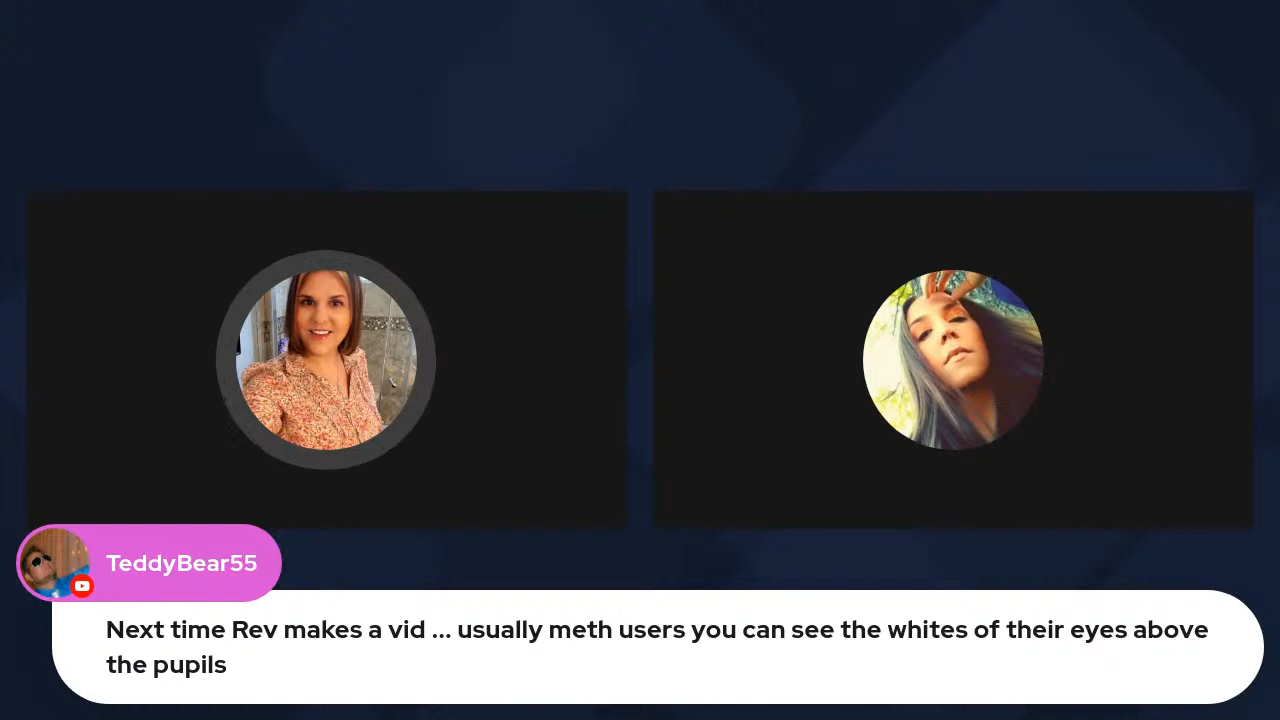 TeddyBear55
Next time Rev makes a vid ... usually meth users you can see the whites of their eyes above
the pupils